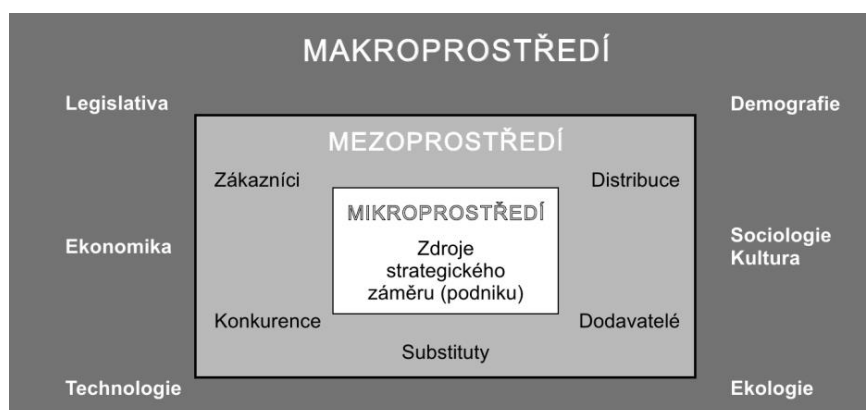 MAKROPROSTŘEDÍ
Legislativa
Demografie
MEZOPROSTŘEDÍ
Zákazníci
Distribuce
MIKROPROSTŘEDÍ
Zdroje
strategického
záměru (podniku)
Ekonomika
Sociologie
Kultura
Konkurence
Dodavatelé
Substituty
Technologie
Ekologie